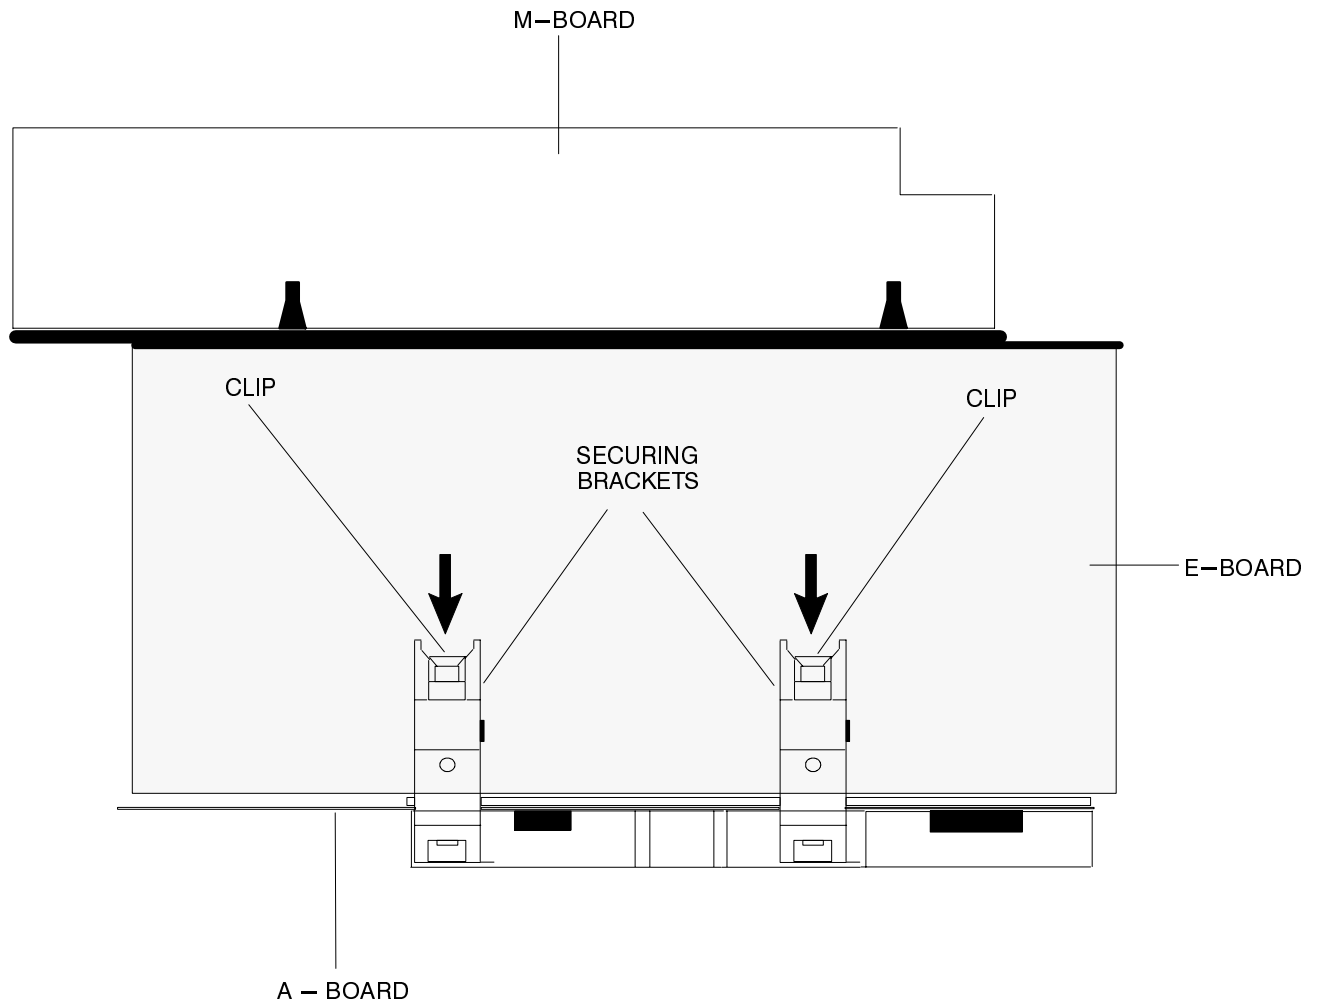 M–BOARD
CLIP
CLIP
SECURING
BRACKETS
E–BOARD
A – BOARD